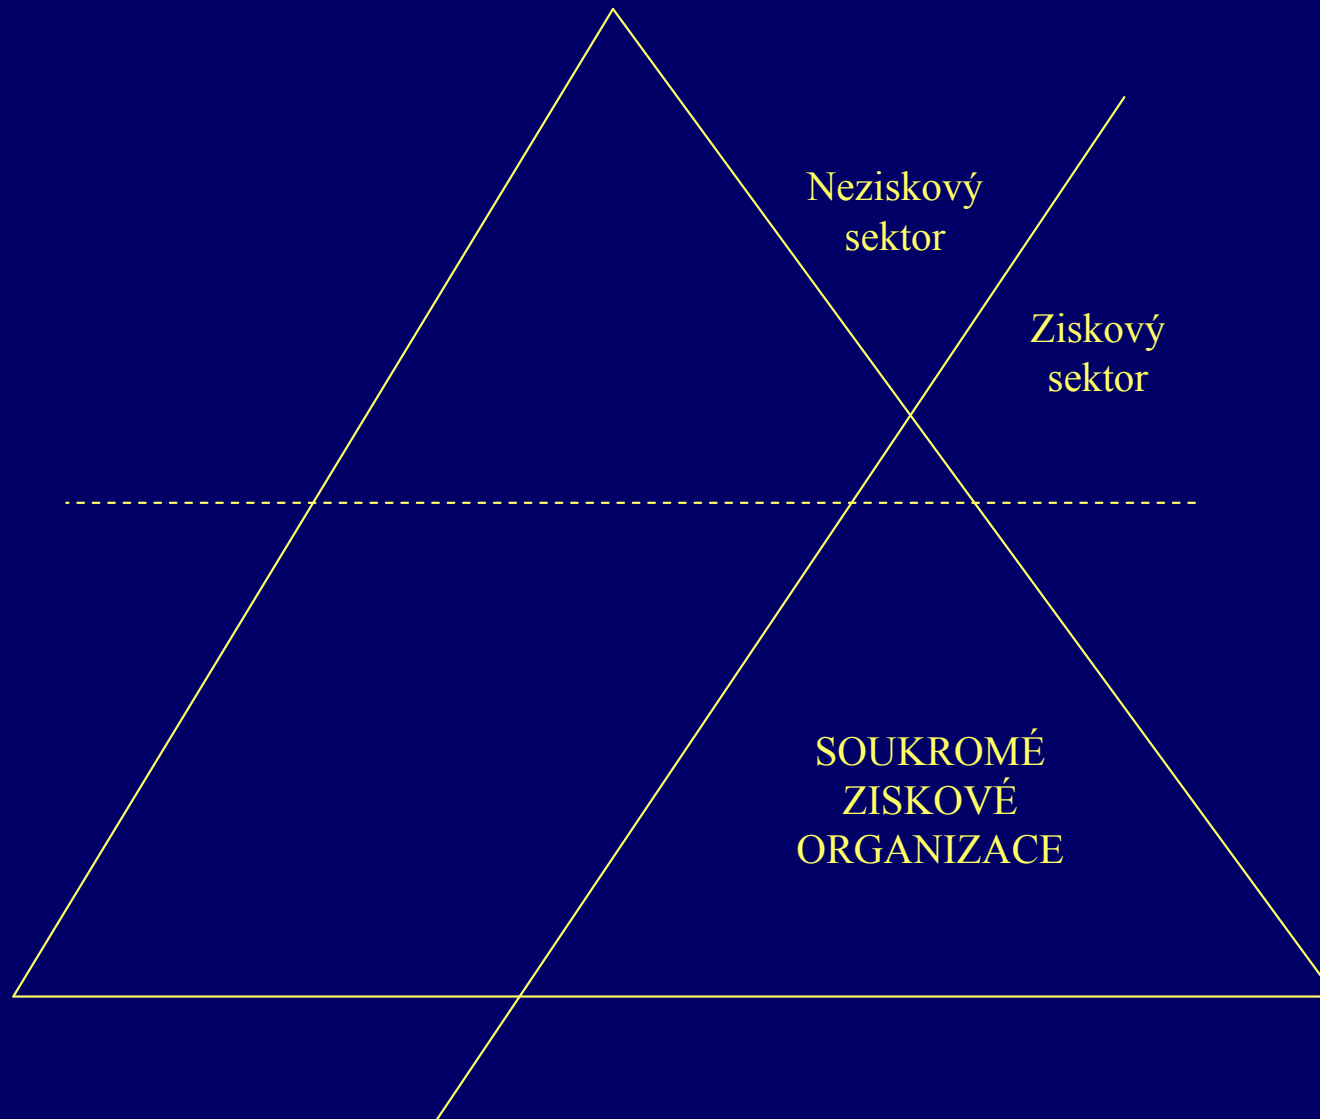 Neziskový
sektor
Ziskový
sektor
SOUKROMÉ
ZISKOVÉ
ORGANIZACE